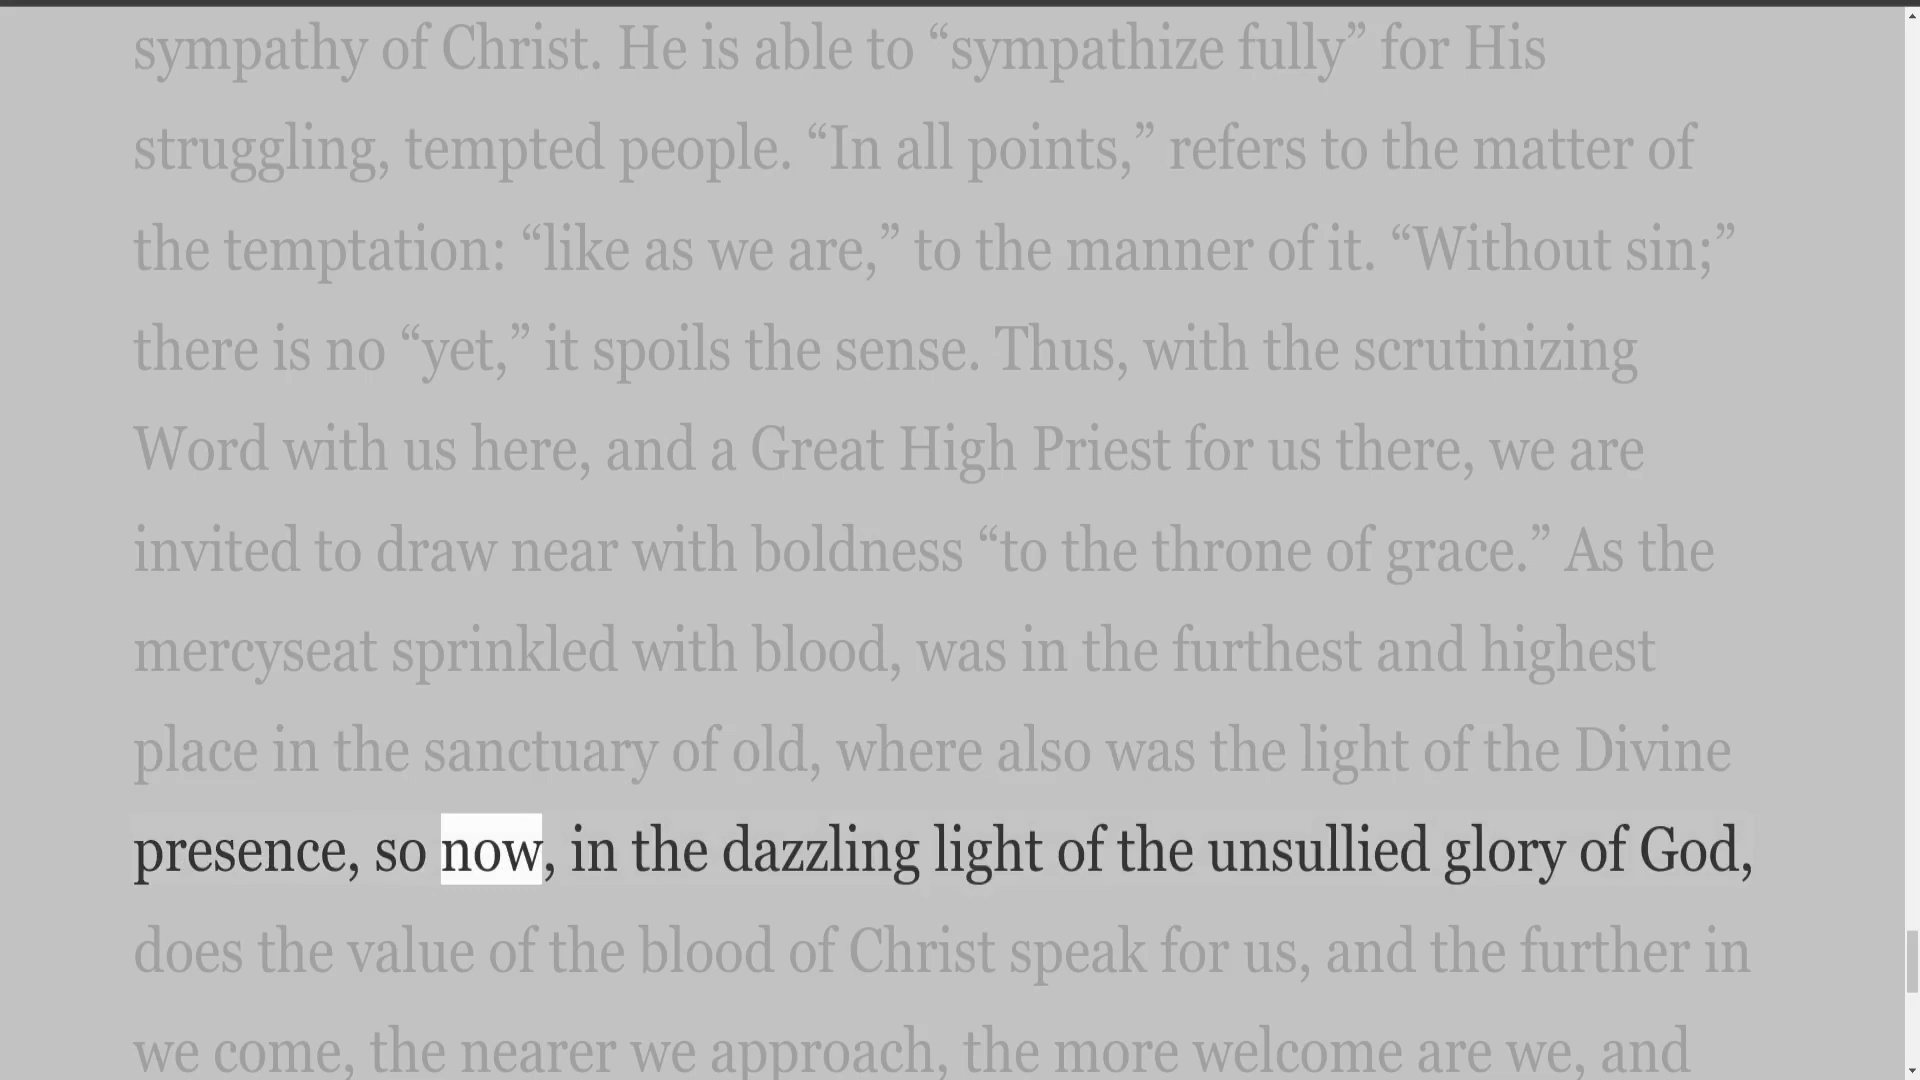 sympathy of Christ. He is able to “sympathize fully” for His
struggling, tempted people. “In all points,” refers to the matter of
the temptation: “like as we are,” to the manner of it. “Without sin;”
there is no “yet,” it spoils the sense. Thus, with the scrutinizing
Word with us here, and a Great High Priest for us there, we are
invited to draw near with boldness “to the throne of grace.” As the
mercyseat sprinkled with blood, was in the furthest and highest
place in the sanctuary of old, where also was the light of the Divine
presence, so now, in the dazzling light of the unsullied glory of God,
does the value of the blood of Christ speak for us, and the further in
we come, the nearer we approach, the more welcome are we, and